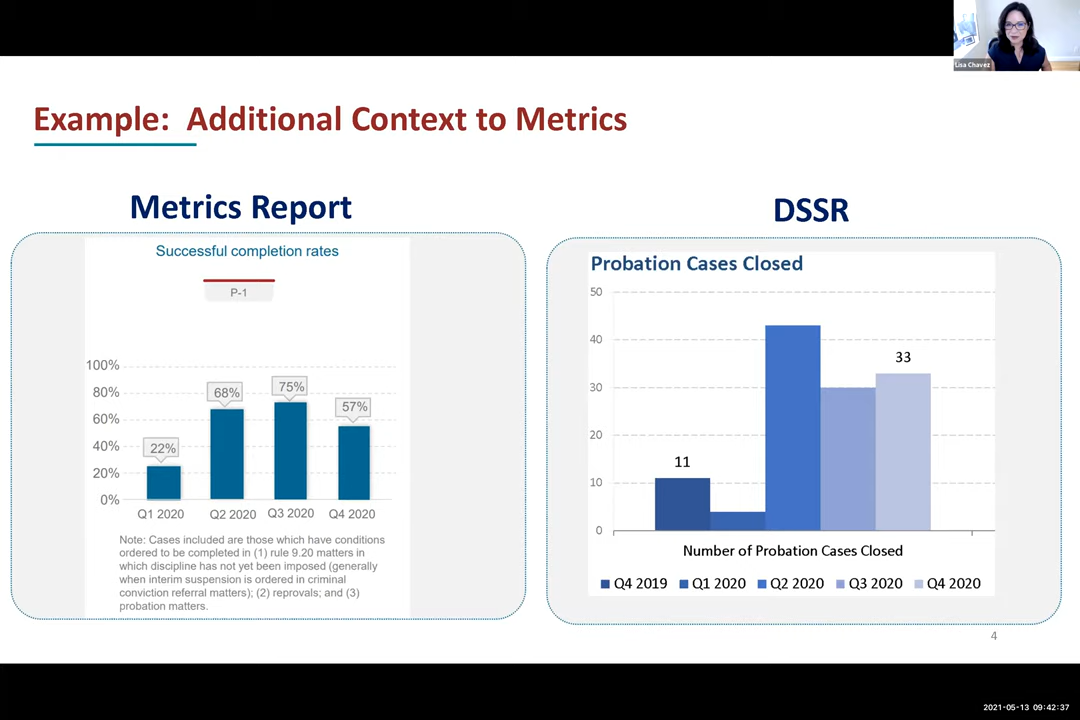 Lisa Chavez
Example: Additional Context to Metrics
Metrics Report
Successful completion rates
P-1
100%
80%
60%
40%
20%
0%
22%
68%
75%
57%
Q1 2020
Q2 2020
Q3 2020
Q4 2020
Note: Cases included are those which have conditions
ordered to be completed in (1) rule 9.20 matters in
which discipline has not yet been imposed (generally
when interim suspension is ordered in criminal
conviction referral matters); (2) reprovals; and (3)
probation matters.
DSSR
Probation Cases Closed
50
40
30
20
10
0
11
33
Number of Probation Cases Closed
Q4 2019
Q1 2020
Q2 2020
Q3 2020
Q4 2020
4
2021-05-13 09:42:37